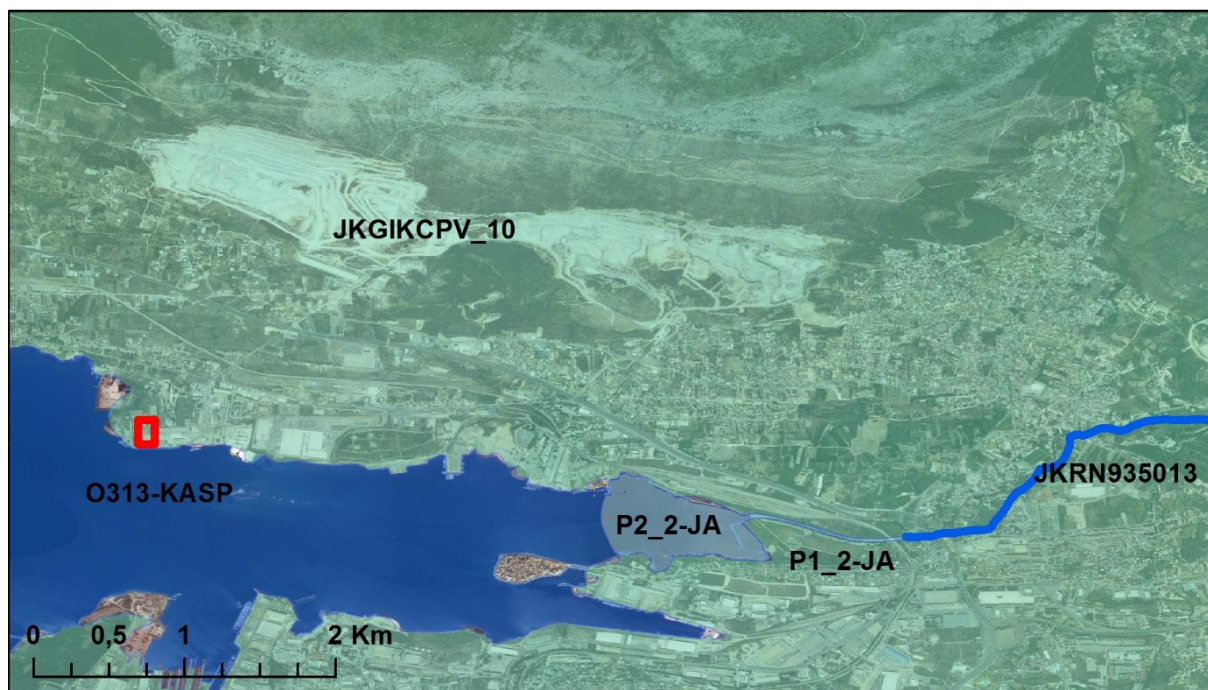 JKGIKCPV_10
JKRN935013
O313-KASP
P2_2-JA
P1_2-JA
0 0,5 1 2 Km